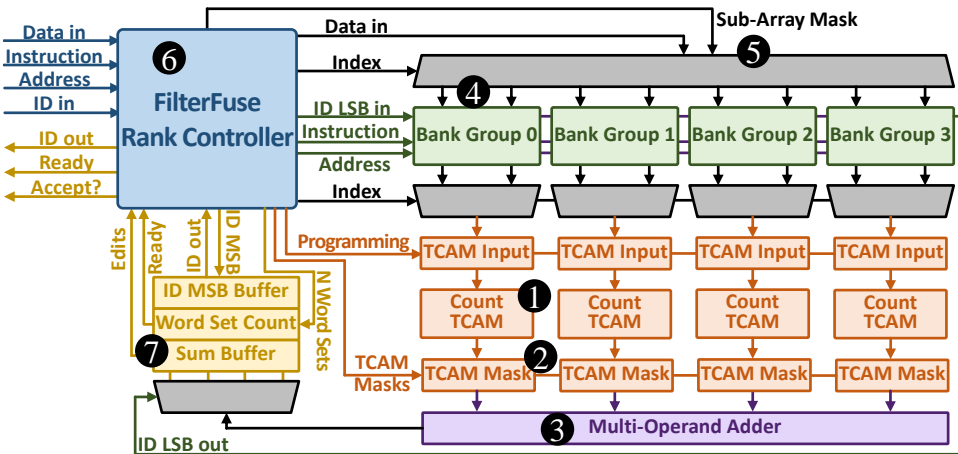 Sub-Array Mask
Data in
Data in
Instruction
Address
ID in
6
FilterFuse
Rank Controller
Index
5
4
ID LSB in
Instruction
Address
Bank Group 0
Bank Group 1
Bank Group 2
Bank Group 3
ID out
Ready
Accept?
Index
Edits
Ready
ID out
ID MSB
N Word Sets
Programming
TCAM Input
TCAM Input
TCAM Input
TCAM Input
ID MSB Buffer
Word Set Count
Sum Buffer
7
1
Count
TCAM
Count
TCAM
Count
TCAM
Count
TCAM
2
TCAM
Masks
TCAM Mask
TCAM Mask
TCAM Mask
TCAM Mask
3
Multi-Operand Adder
ID LSB out